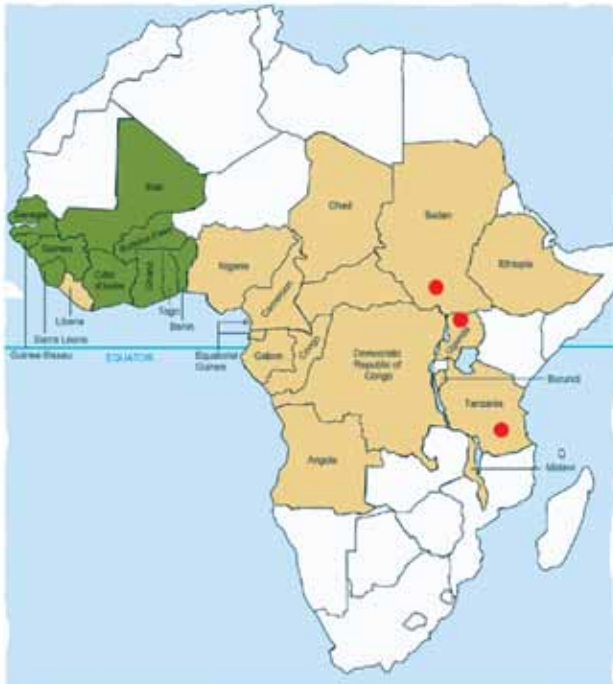 Mali
Senegal
Guinea
Burkina Faso
Côte
d'Ivoire
Ghana
Nigeria
Chad
Sudan
Ethiopia
Cameroon
Liberia
Togo
Sierra Leone
Benin
Guinea-Bissau
EQUATOR
Equatorial
Guinea
Gabon
Congo
Democratic
Republic of
Congo
Uganda
Burundi
Tanzania
Angola
Malawi